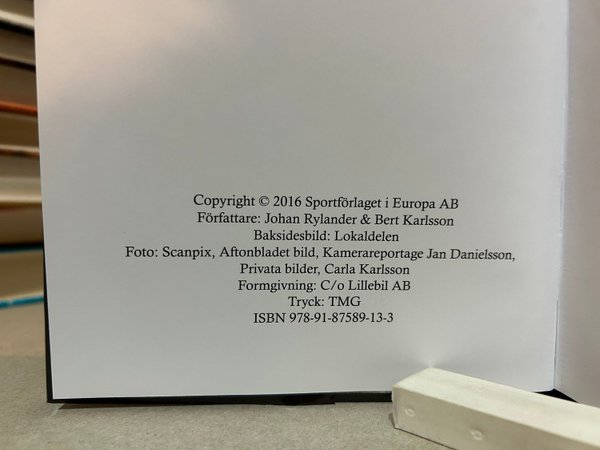 Copyright © 2016 Sportförlaget i Europa AB
Författare: Johan Rylander & Bert Karlsson
Baksidesbild: Lokaldelen
Foto: Scanpix, Aftonbladet bild, Kamerareportage Jan Danielsson,
Privata bilder, Carla Karlsson
Formgivning: C/o Lillebil AB
Tryck: TMG
ISBN 978-91-87589-13-3